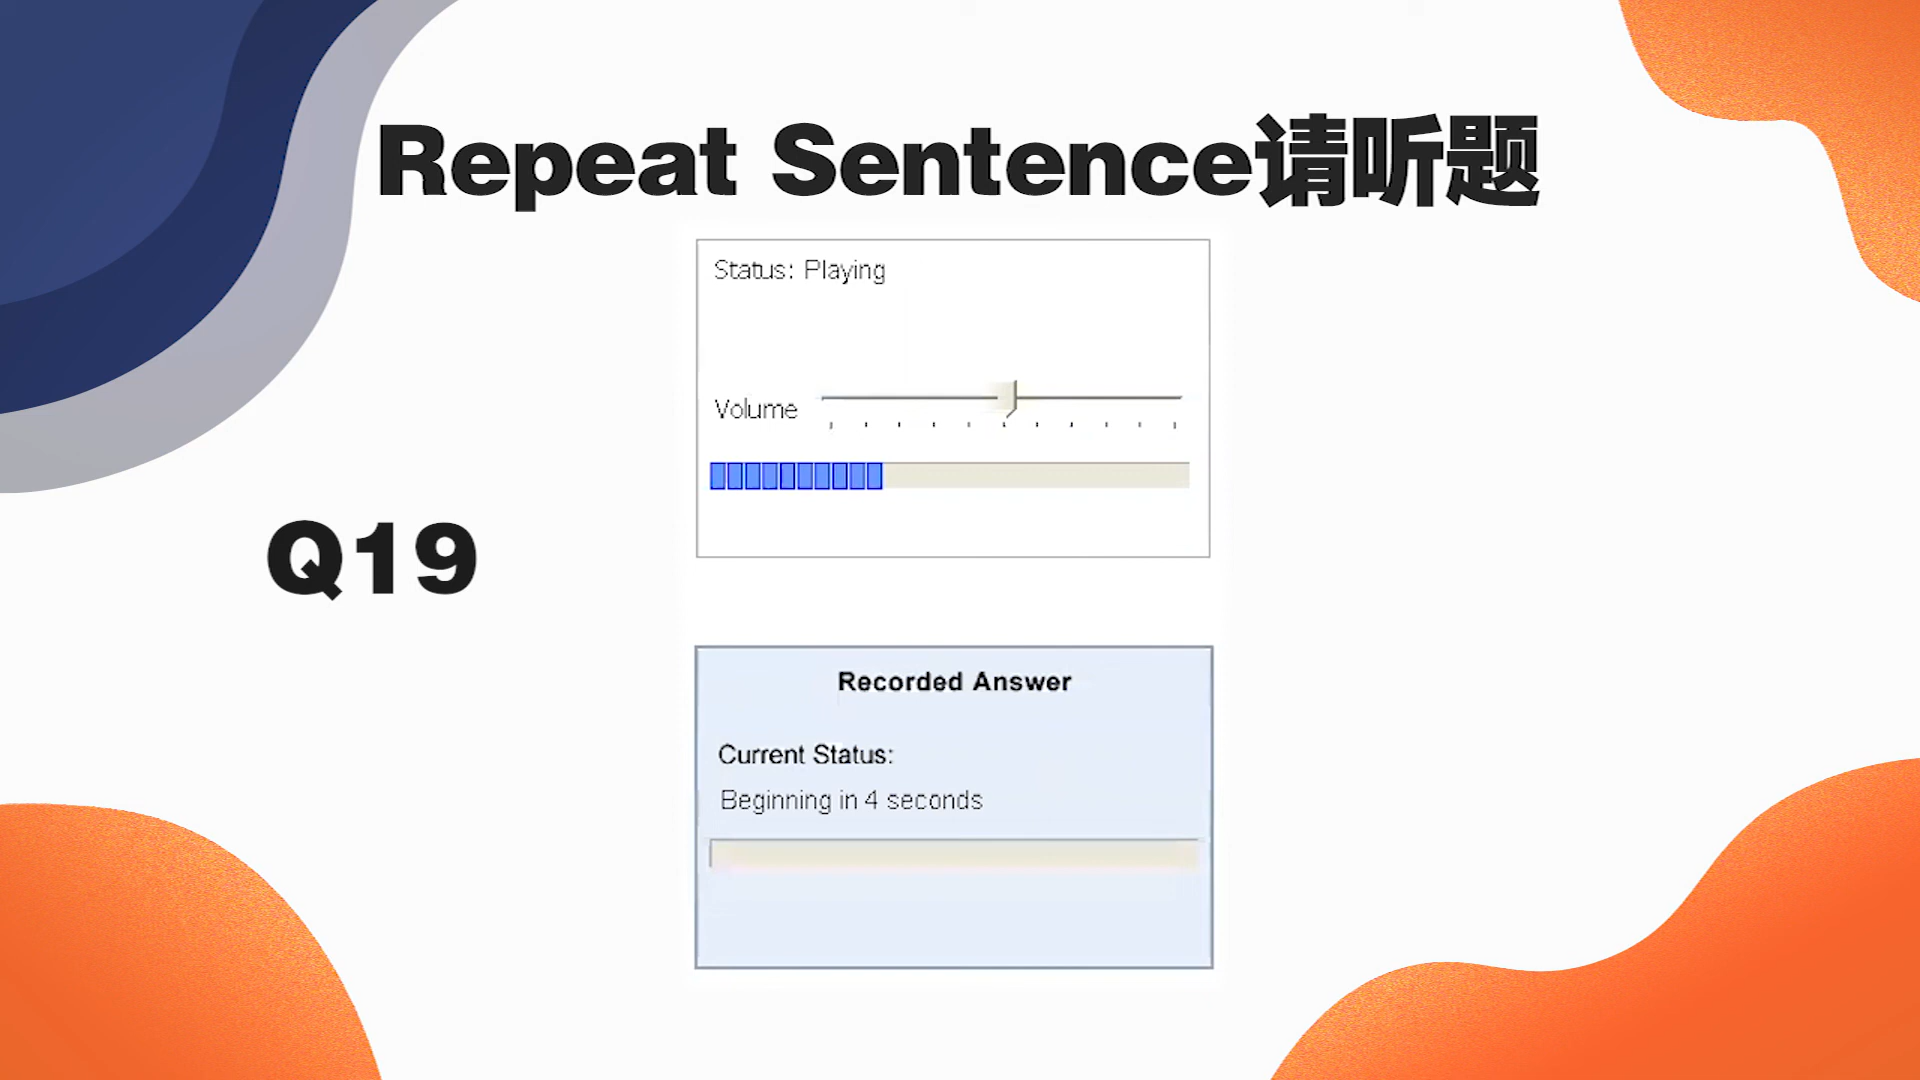 Repeat Sentence请听题
Status: Playing
Volume
Q19
Recorded Answer
Current Status:
Beginning in 4 seconds